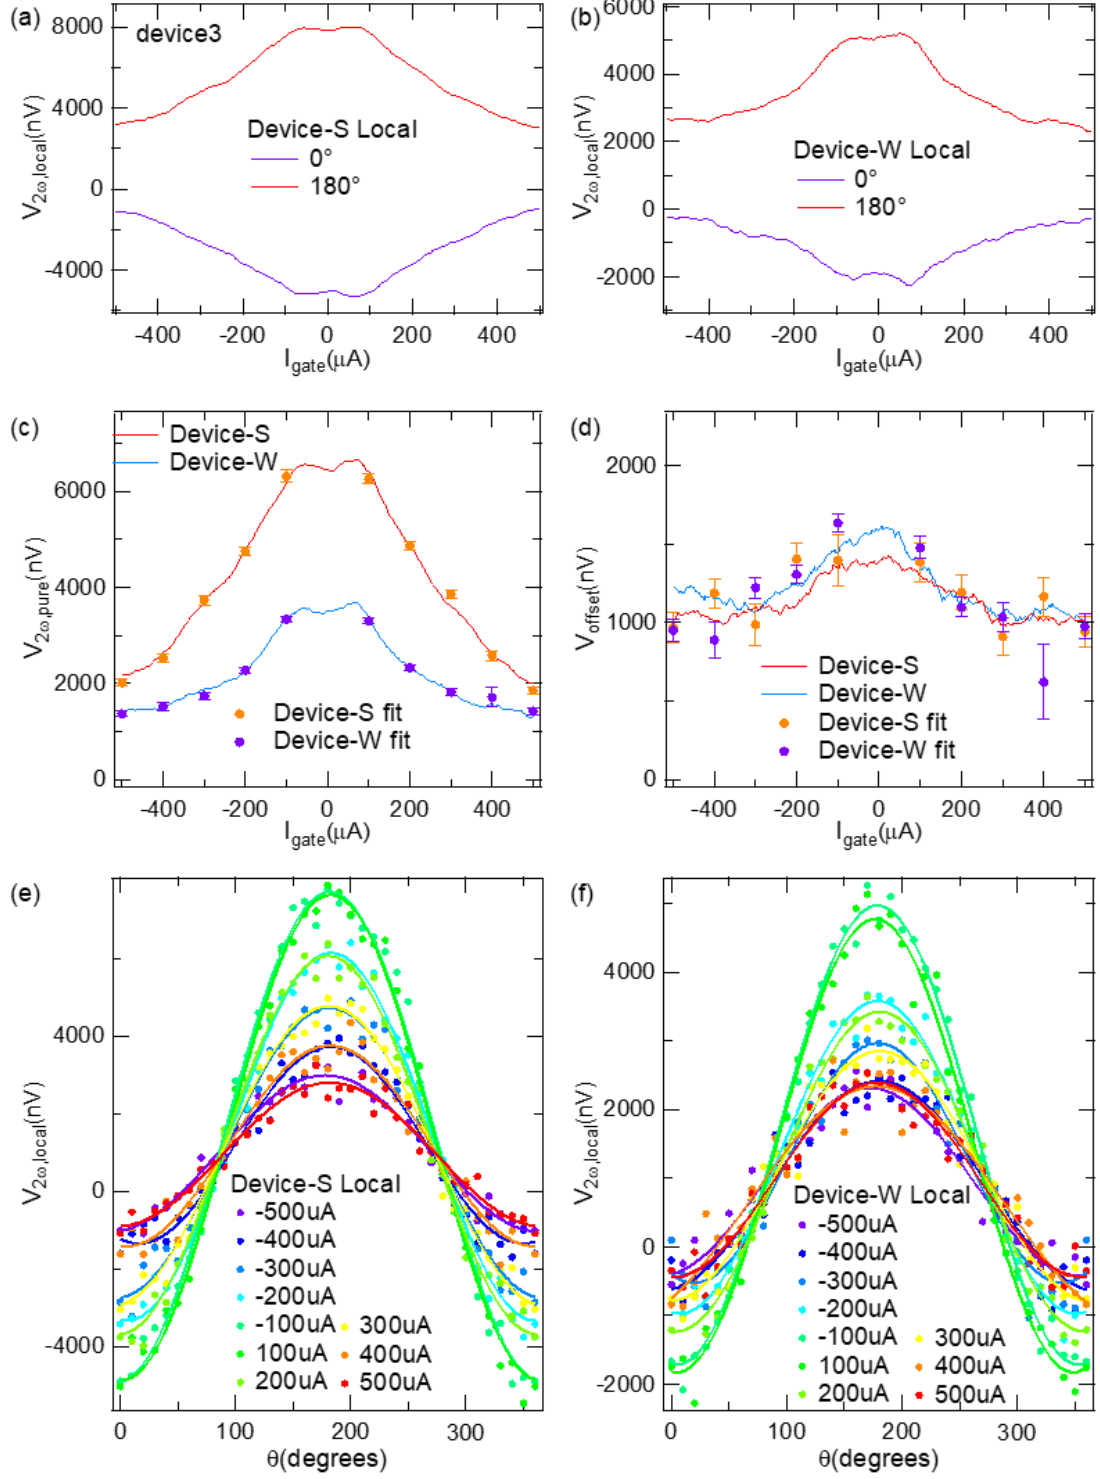 (a)
device3
8000
4000
0
-4000
V2ω,local(nV)
Device-S Local
0°
180°
-400
-200
0
200
400
Igate(μA)
(b)
6000
4000
2000
0
-2000
V2ω,local(nV)
Device-W Local
0°
180°
-400
-200
0
200
400
Igate(μA)
(c)
Device-S
Device-W
6000
4000
2000
0
V2ω,pure(nV)
Device-S fit
Device-W fit
-400
-200
0
200
400
Igate(μA)
(d)
2000
1000
0
Voffset(nV)
Device-S
Device-W
Device-S fit
Device-W fit
-400
-200
0
200
400
Igate(μA)
(e)
4000
0
-4000
V2ω,local(nV)
Device-S Local
-500uA
-400uA
-300uA
-200uA
-100uA
100uA
200uA
300uA
400uA
500uA
0
100
200
300
θ(degrees)
(f)
4000
2000
0
-2000
V2ω,local(nV)
Device-W Local
-500uA
-400uA
-300uA
-200uA
-100uA
100uA
200uA
300uA
400uA
500uA
0
100
200
300
θ(degrees)